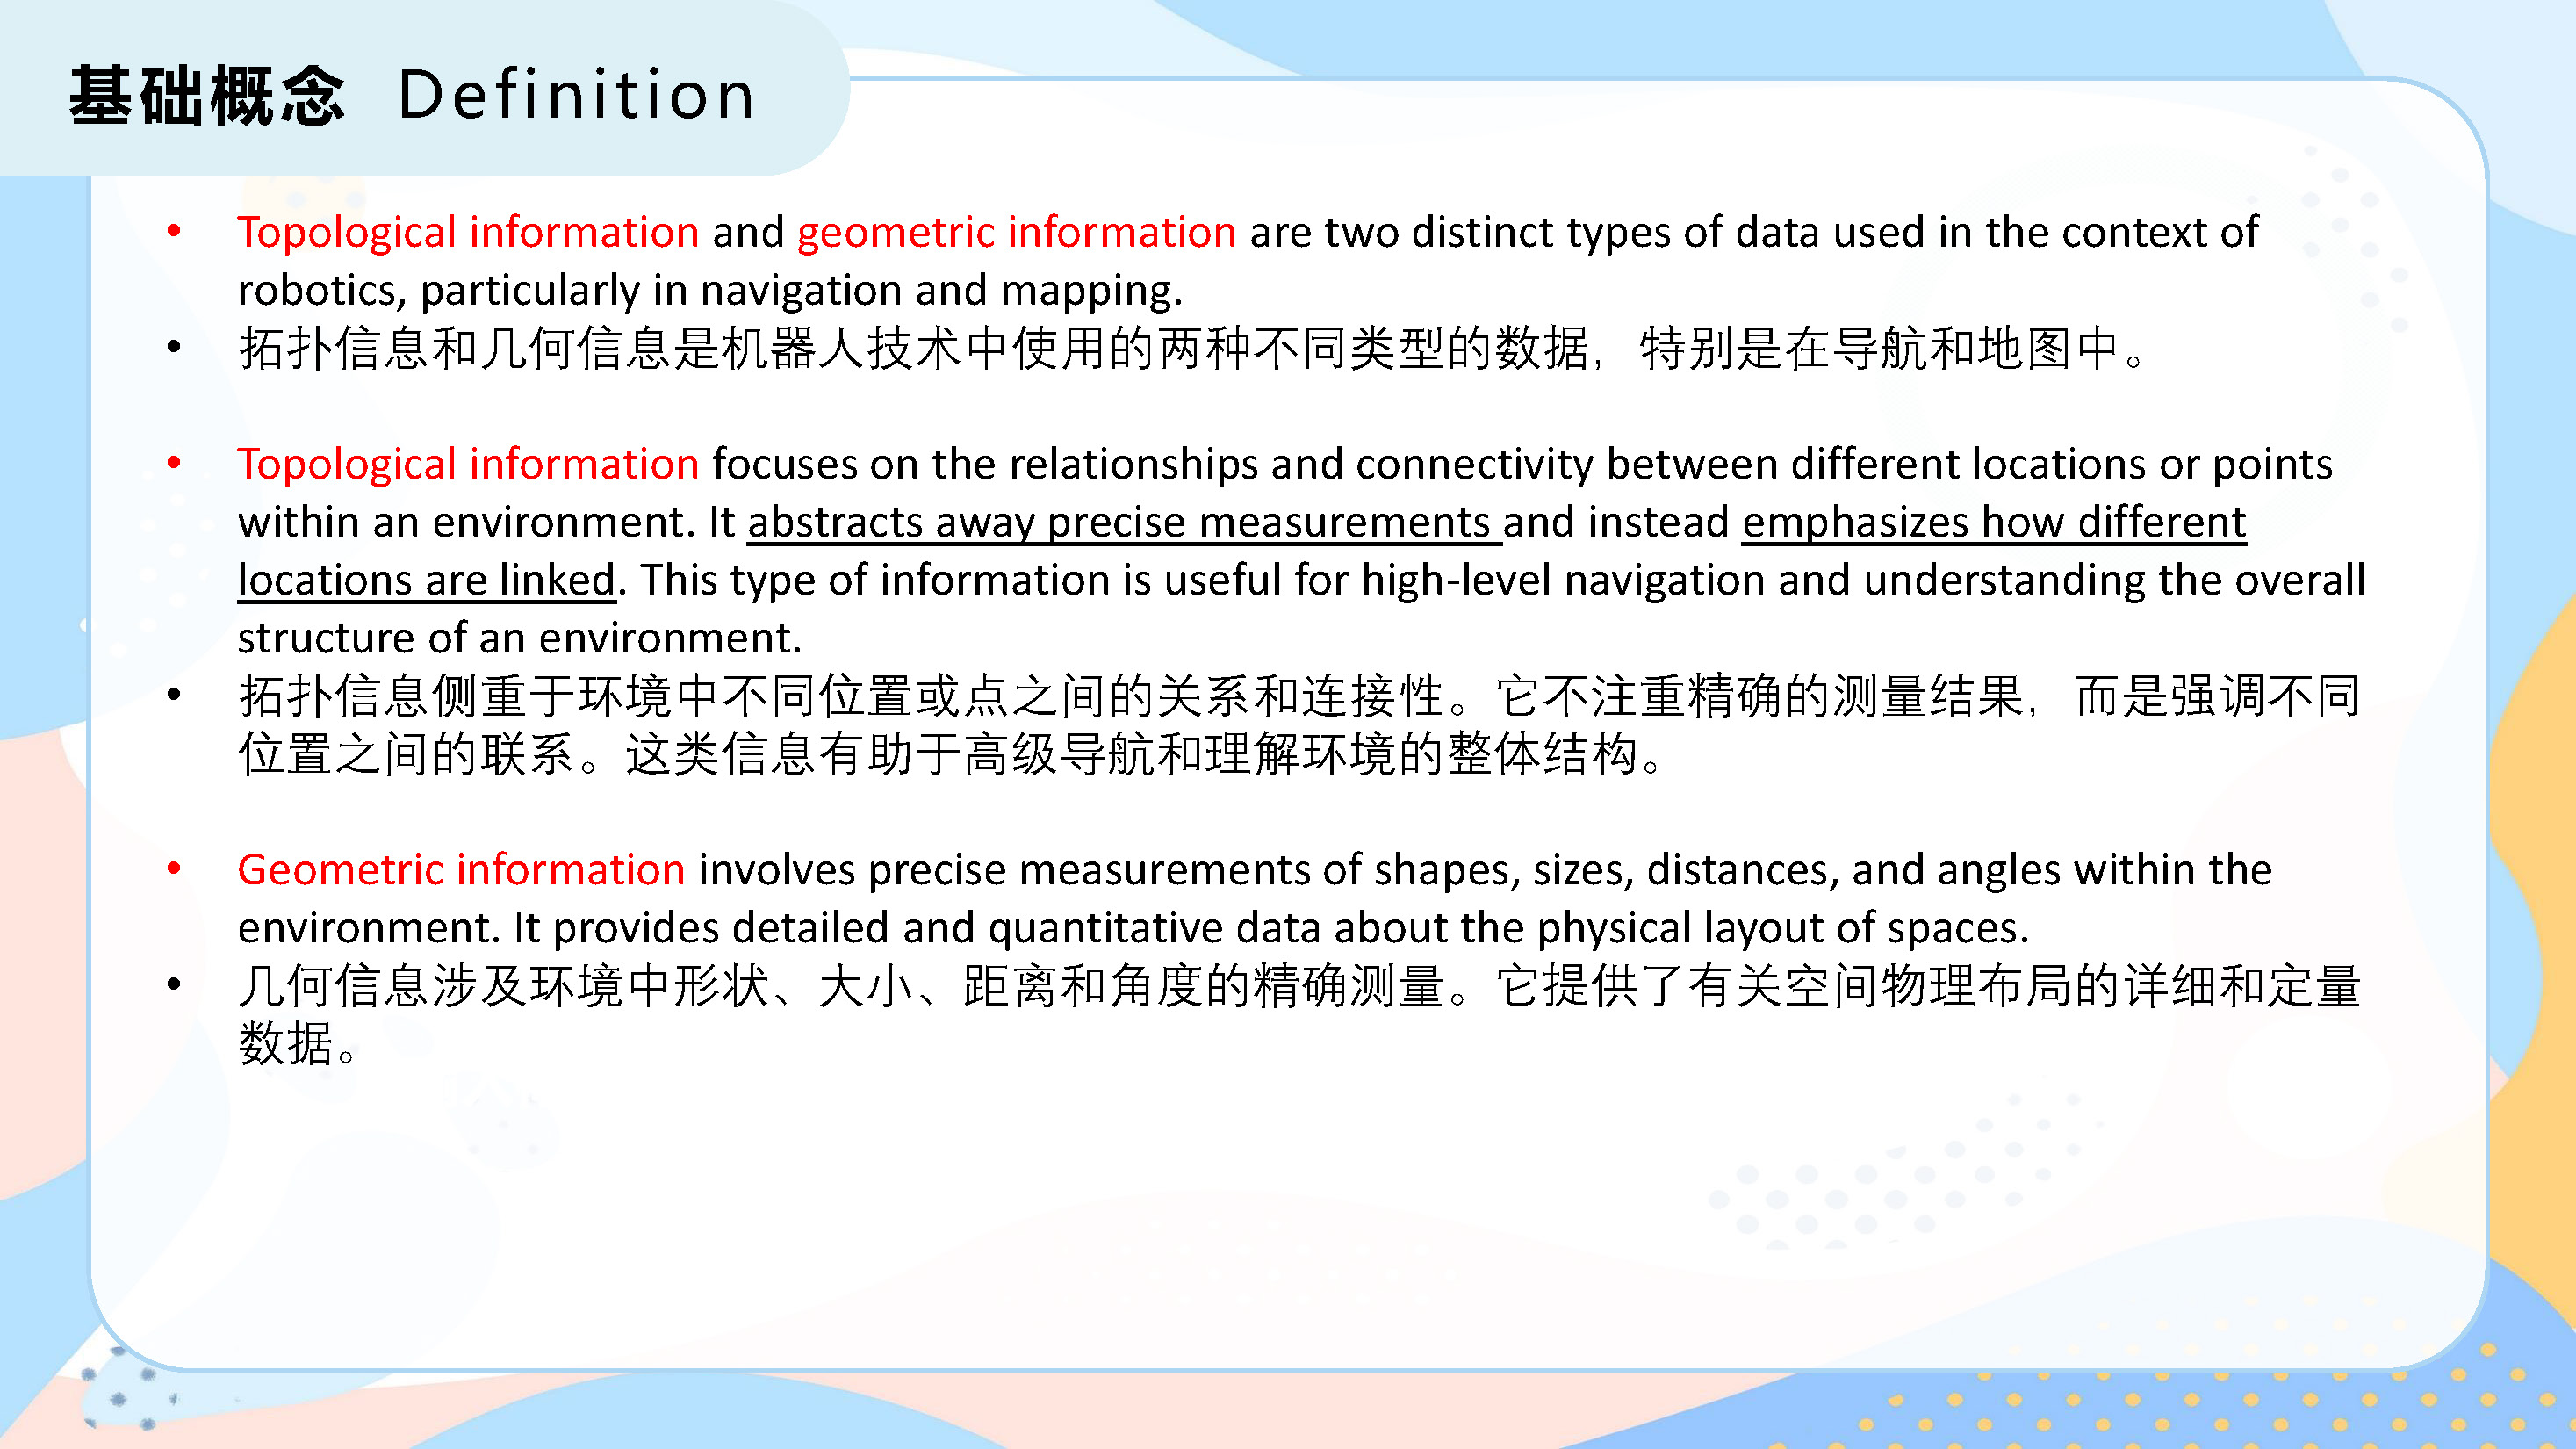 基础概念 Definition
• Topological information and geometric information are two distinct types of data used in the context of
robotics, particularly in navigation and mapping.
• 拓扑信息和几何信息是机器人技术中使用的两种不同类型的数据，特别是在导航和地图中。
• Topological information focuses on the relationships and connectivity between different locations or points
within an environment. It abstracts away precise measurements and instead emphasizes how different
locations are linked. This type of information is useful for high-level navigation and understanding the overall
structure of an environment.
• 拓扑信息侧重于环境中不同位置或点之间的关系和连接性。它不注重精确的测量结果，而是强调不同
位置之间的联系。这类信息有助于高级导航和理解环境的整体结构。
• Geometric information involves precise measurements of shapes, sizes, distances, and angles within the
environment. It provides detailed and quantitative data about the physical layout of spaces.
• 几何信息涉及环境中形状、大小、距离和角度的精确测量。它提供了有关空间物理布局的详细和定量
数据。